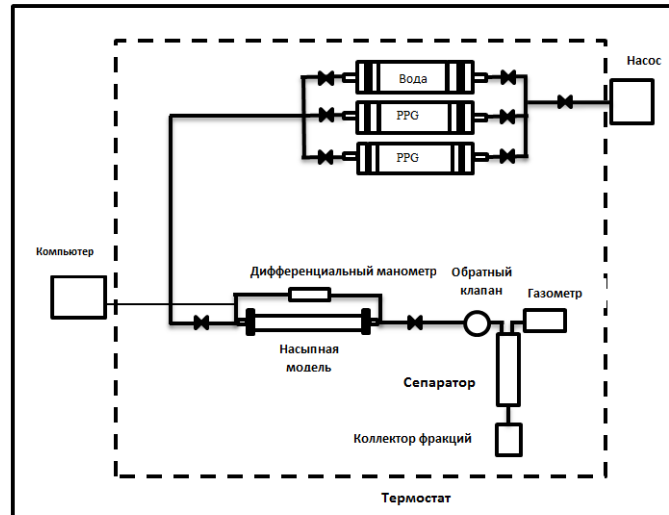 Насос
Вода
PPG
PPG
Компьютер
Дифференциальный манометр
Обратный
клапан
Газометр
Насыпная
модель
Сепаратор
Коллектор фракций
Термостат